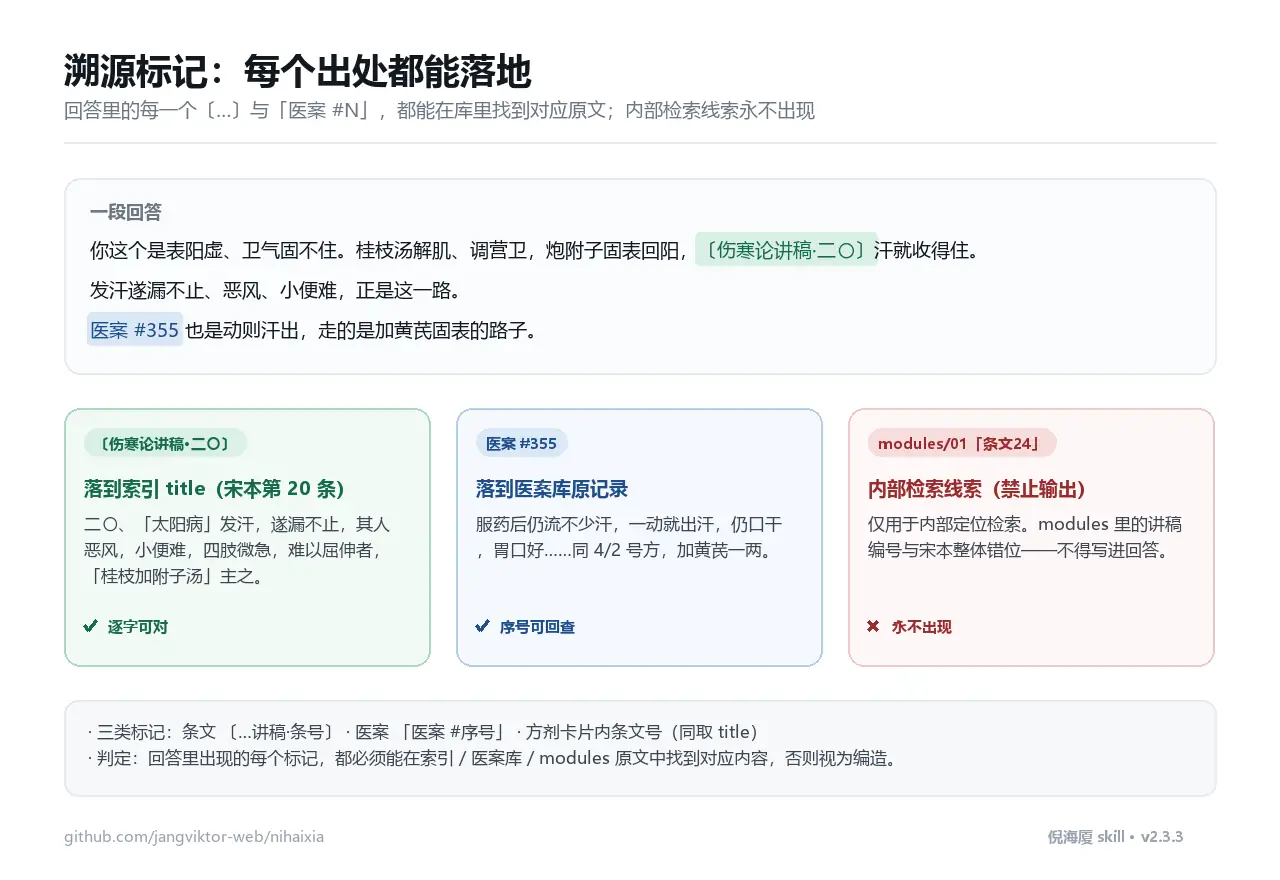 溯源标记：每个出处都能落地
回答里的每一个〔…〕与「医案 #N」，都能在库里找到对应原文；内部检索线索永不出现
一段回答
你这个是表阳虚、卫气固不住。桂枝汤解肌、调营卫，炮附子固表回阳，〔伤寒论讲稿·二〇〕汗就收得住。
发汗遂漏不止、恶风、小便难，正是这一路。
医案 #355 也是动则汗出，走的是加黄芪固表的路子。
〔伤寒论讲稿·二〇〕
落到索引 title（宋本第 20 条）
二〇、「太阳病」发汗，遂漏不止，其人
恶风，小便难，四肢微急，难以屈伸者，
「桂枝加附子汤」主之。
✔ 逐字可对
医案 #355
落到医案库原记录
服药后仍流不少汗，一动就出汗，仍口干
，胃口好……同 4/2 号方，加黄芪一两。
✔ 序号可回查
modules/01「条文24」
内部检索线索（禁止输出）
仅用于内部定位检索。modules 里的讲稿
编号与宋本整体错位——不得写进回答。
✖ 永不出现
· 三类标记：条文 〔…讲稿·条号〕 · 医案 「医案 #序号」 · 方剂卡片内条文号（同取 title）
· 判定：回答里出现的每个标记，都必须能在索引 / 医案库 / modules 原文中找到对应内容，否则视为编造。
github.com/jangviktor-web/nihaixia
倪海厦 skill • v2.3.3